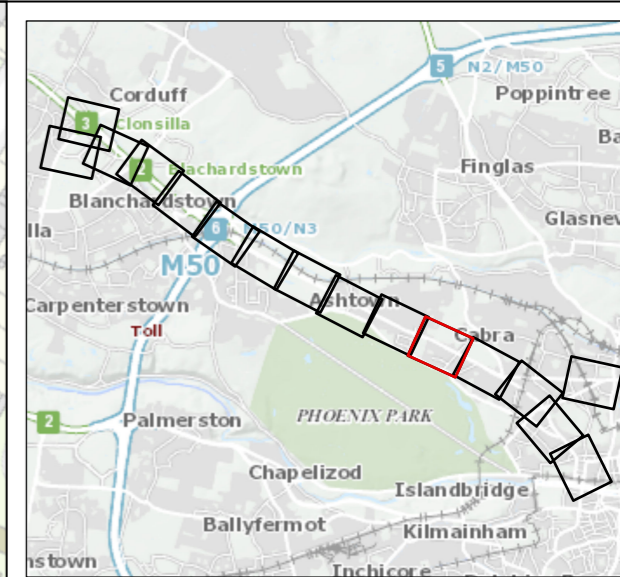 5 N2/M50
Corduff
Poppintree
3 Clonsilla
Ba
Finglas
2 Blachardstown
Blanchardstown
Glasnev
lla
6 M50/N3
M50
Ashtown
Carpenterstown
Toll
Cabra
PHOENIX PARK
2 Palmerston
Chapelizod
Islandbridge
Ballyfermot
Kilmainham
nstown
Inchicore